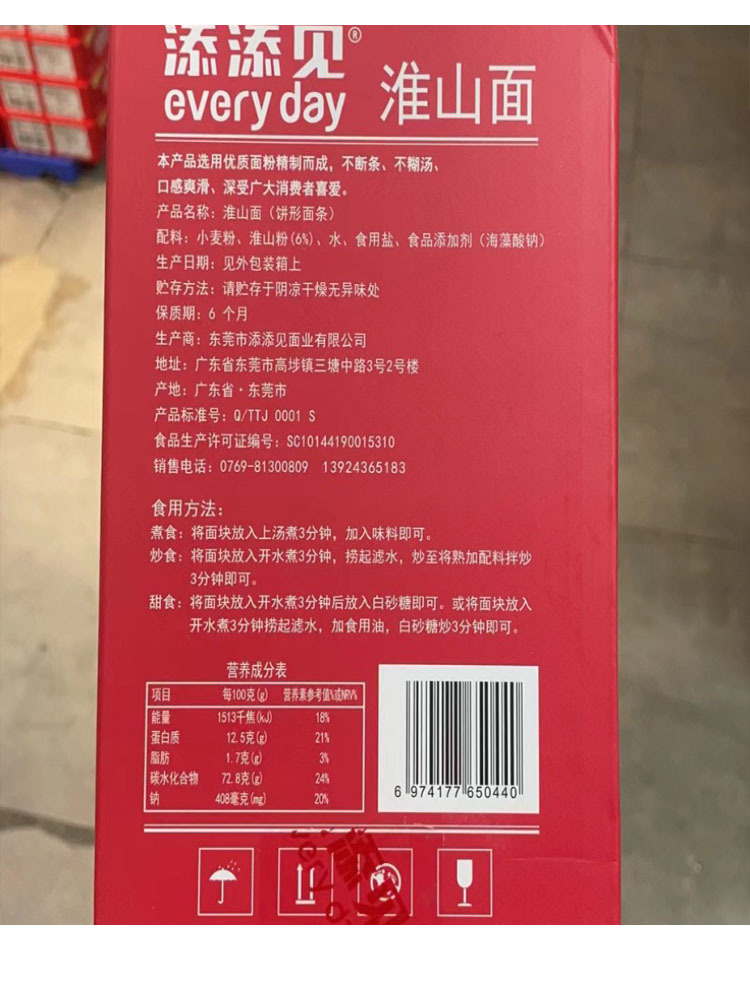 添添见®
everyday 淮山面
本产品选用优质面粉精制而成，不断条、不糊汤、
口感爽滑、深受广大消费者喜爱。
产品名称：淮山面（饼形面条）
配料：小麦粉、淮山粉(6%)、水、食用盐、食品添加剂（海藻酸钠）
生产日期：见外包装箱上
贮存方法：请贮存于阴凉干燥无异味处
保质期：6 个月
生产商：东莞市添添见面业有限公司
地址：广东省东莞市高埗镇三塘中路3号2号楼
产地：广东省·东莞市
产品标准号：Q/TTJ 0001 S
食品生产许可证编号：SC10144190015310
销售电话：0769-81300809 13924365183
食用方法：
煮食：将面块放入上汤煮3分钟，加入味料即可。
炒食：将面块放入开水煮3分钟，捞起滤水，炒至将熟加配料拌炒
3分钟即可。
甜食：将面块放入开水煮3分钟后放入白砂糖即可。或将面块放入
开水煮3分钟捞起滤水，加食用油，白砂糖炒3分钟即可。
营养成分表
项目 每100克(g) 营养素参考值%或NRV%
能量 1513千焦(kJ) 18%
蛋白质 12.5克(g) 21%
脂肪 1.7克(g) 3%
碳水化合物 72.8克(g) 24%
钠 408毫克(mg) 20%
6 974177 650440